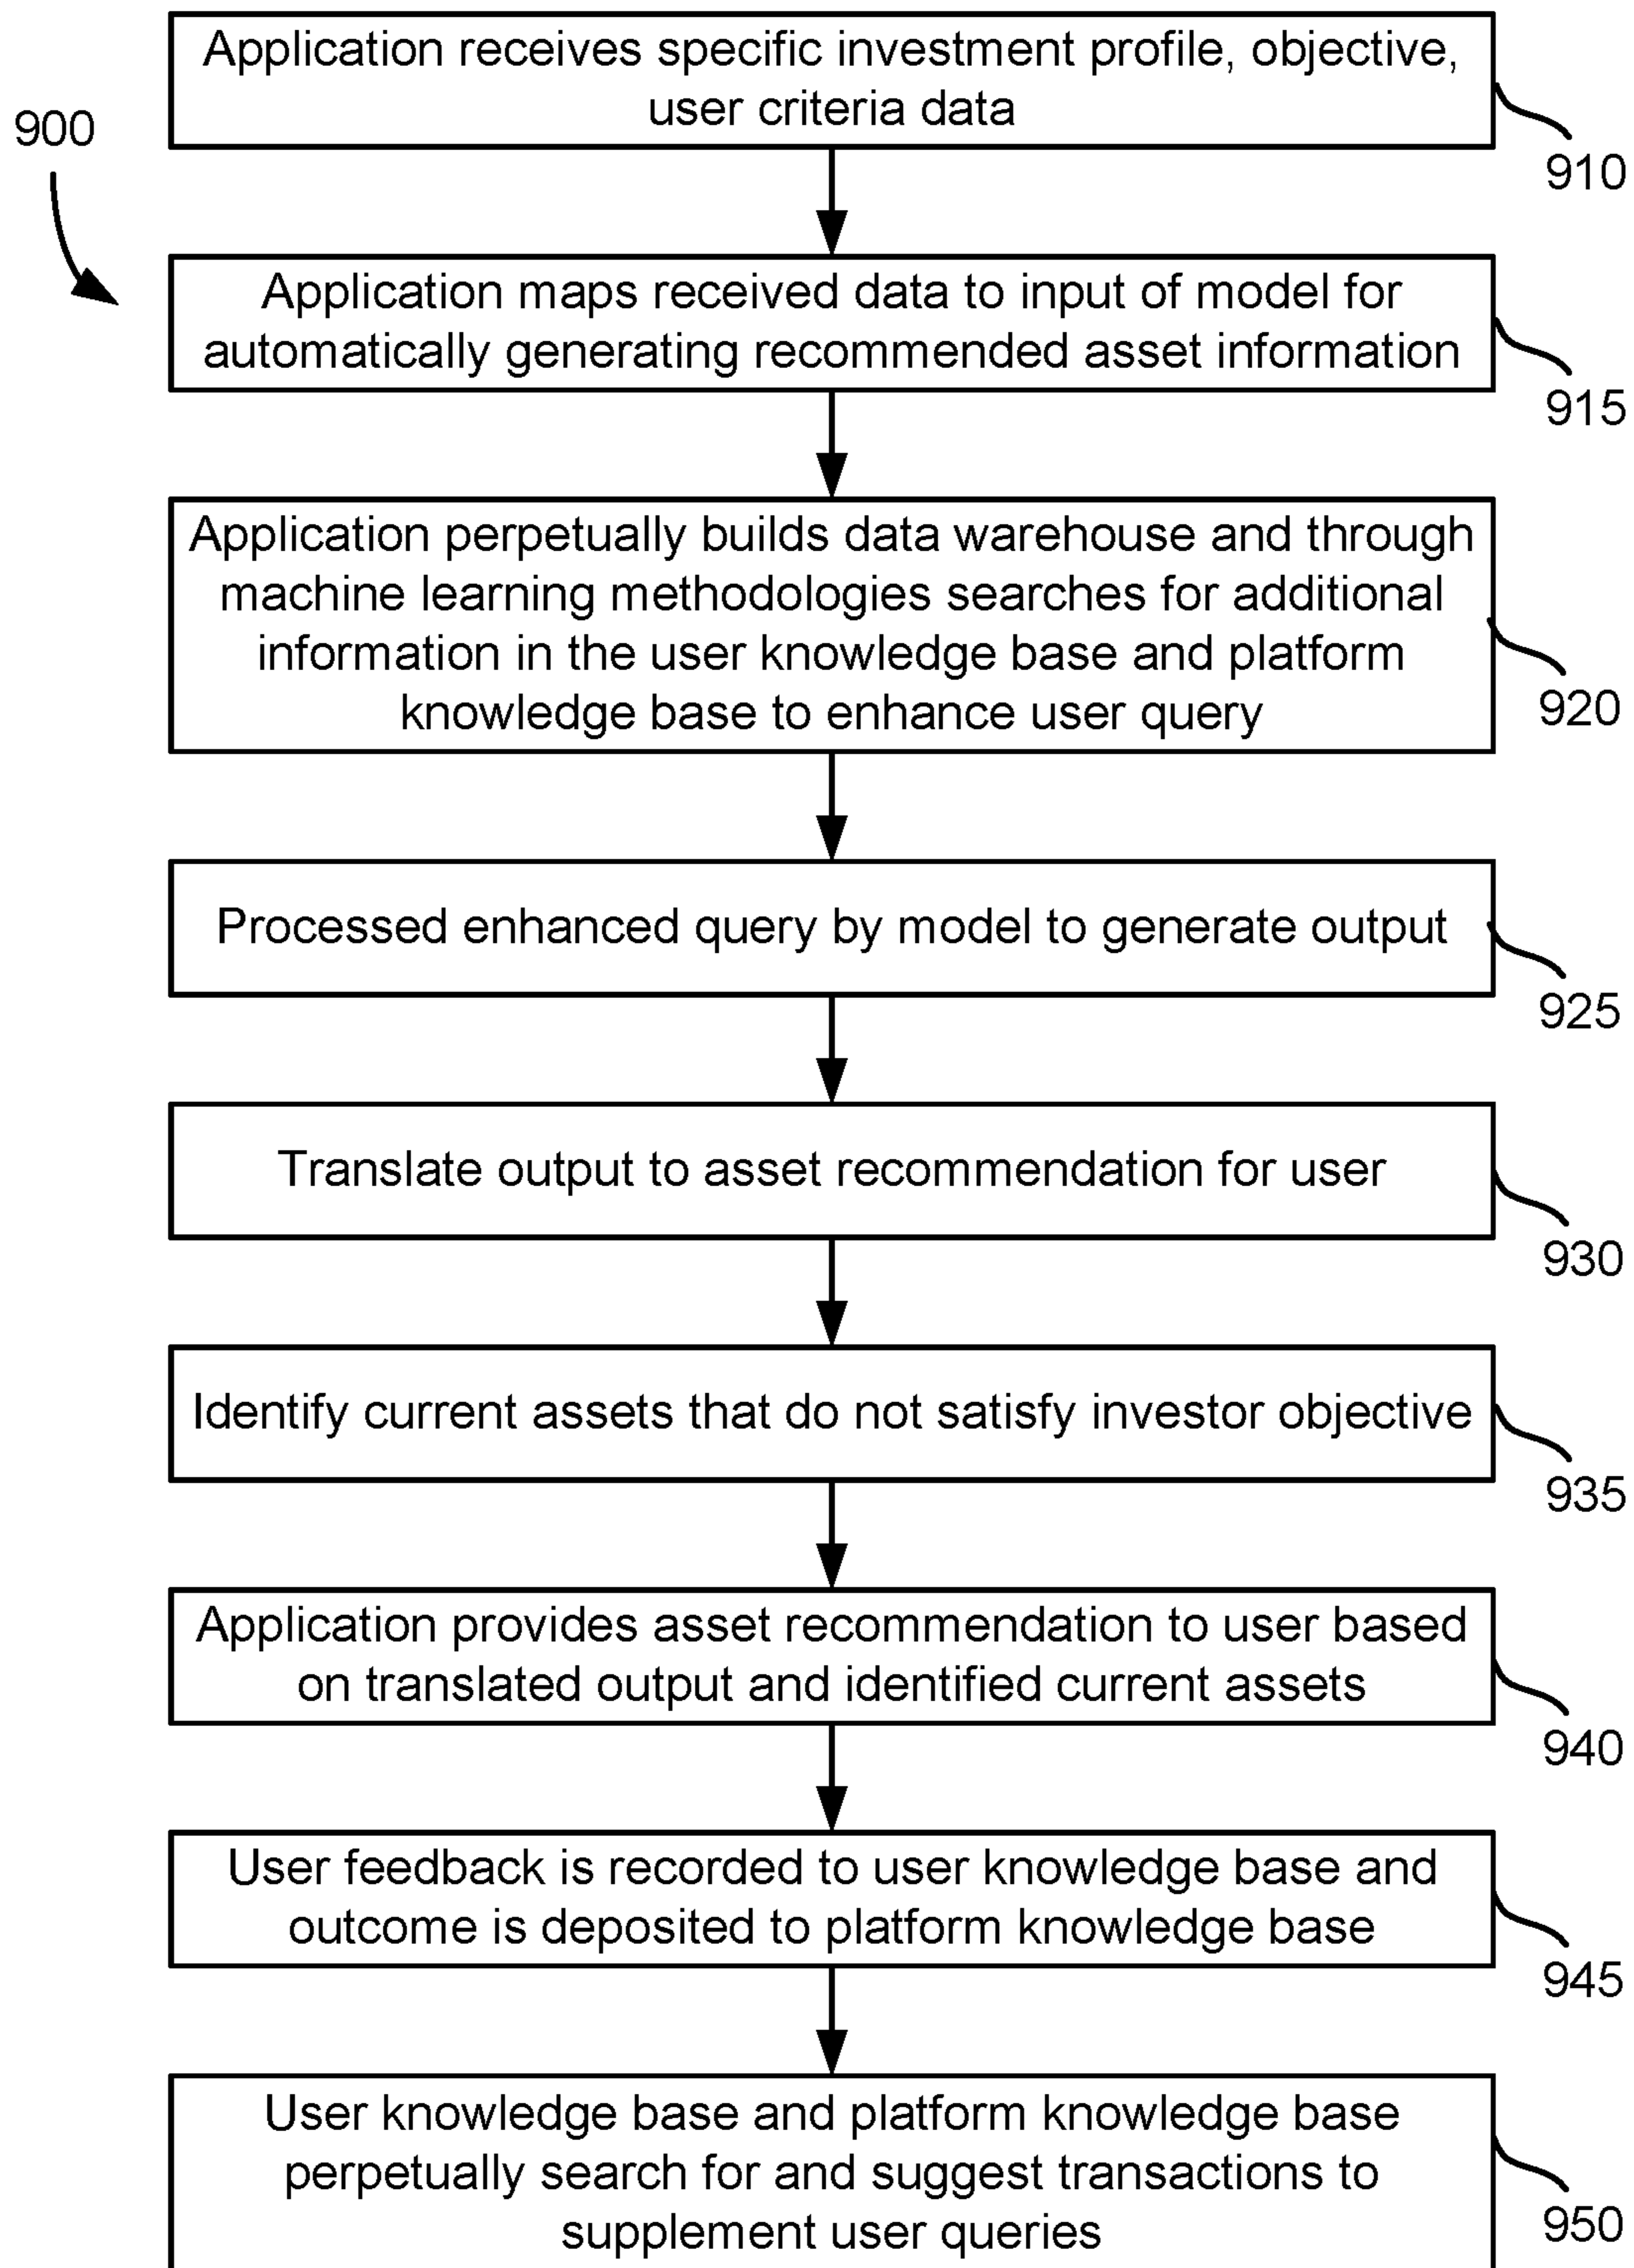 Application receives specific investment profile, objective,
user criteria data
900
910
Application maps received data to input of model for
automatically generating recommended asset information
915
Application perpetually builds data warehouse and through
machine learning methodologies searches for additional
information in the user knowledge base and platform
knowledge base to enhance user query
920
Processed enhanced query by model to generate output
925
Translate output to asset recommendation for user
930
Identify current assets that do not satisfy investor objective
935
Application provides asset recommendation to user based
on translated output and identified current assets
940
User feedback is recorded to user knowledge base and
outcome is deposited to platform knowledge base
945
User knowledge base and platform knowledge base
perpetually search for and suggest transactions to
supplement user queries
950